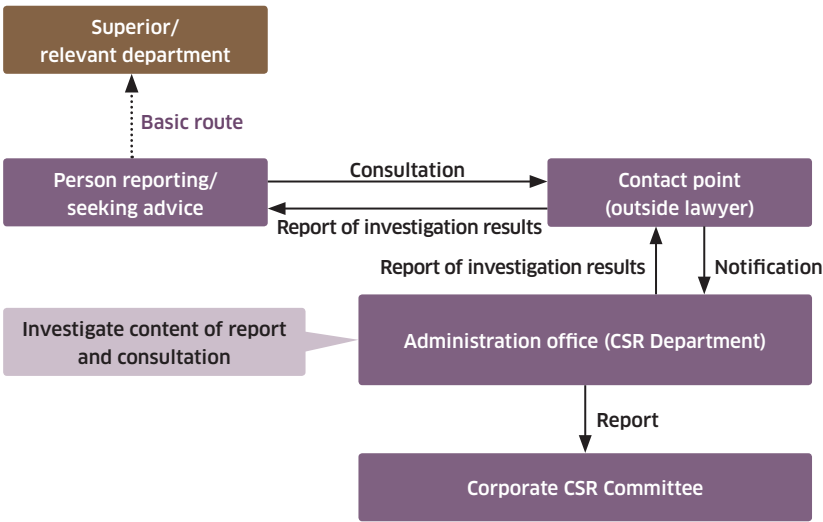 Superior/
relevant department
Basic route
Person reporting/
seeking advice
Consultation
Report of investigation results
Contact point
(outside lawyer)
Report of investigation results
Notification
Investigate content of report
and consultation
Administration office (CSR Department)
Report
Corporate CSR Committee